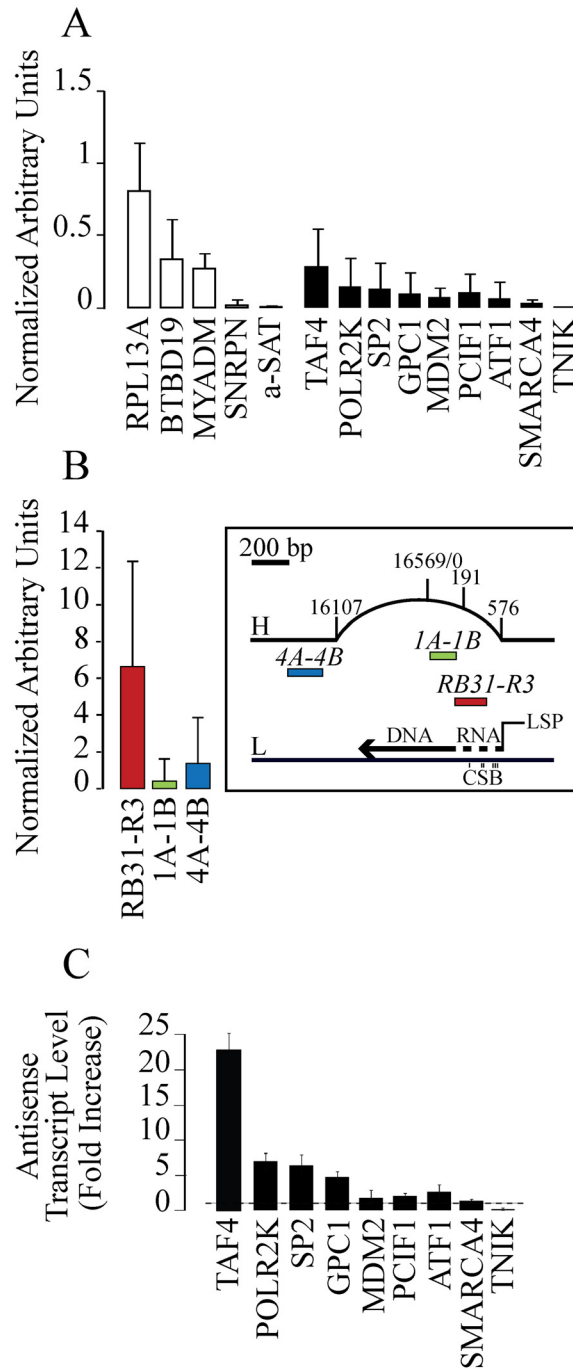 A
Normalized Arbitrary Units
1.5
1
0.5
0
RPL13A
BTBD19
MYADM
SNRPN
a-SAT
TAF4
POLR2K
SP2
GPC1
MDM2
PCIF1
ATF1
SMARCA4
TNIK
B
Normalized Arbitrary Units
14
12
10
8
6
4
2
0
RB31-R3
1A-1B
4A-4B
200 bp
16569/0
191
16107
576
H
1A-1B
4A-4B
RB31-R3
LSP
DNA
RNA
L
CSB
C
Antisense
Transcript Level
(Fold Increase)
25
20
15
10
5
0
TAF4
POLR2K
SP2
GPC1
MDM2
PCIF1
ATF1
SMARCA4
TNIK